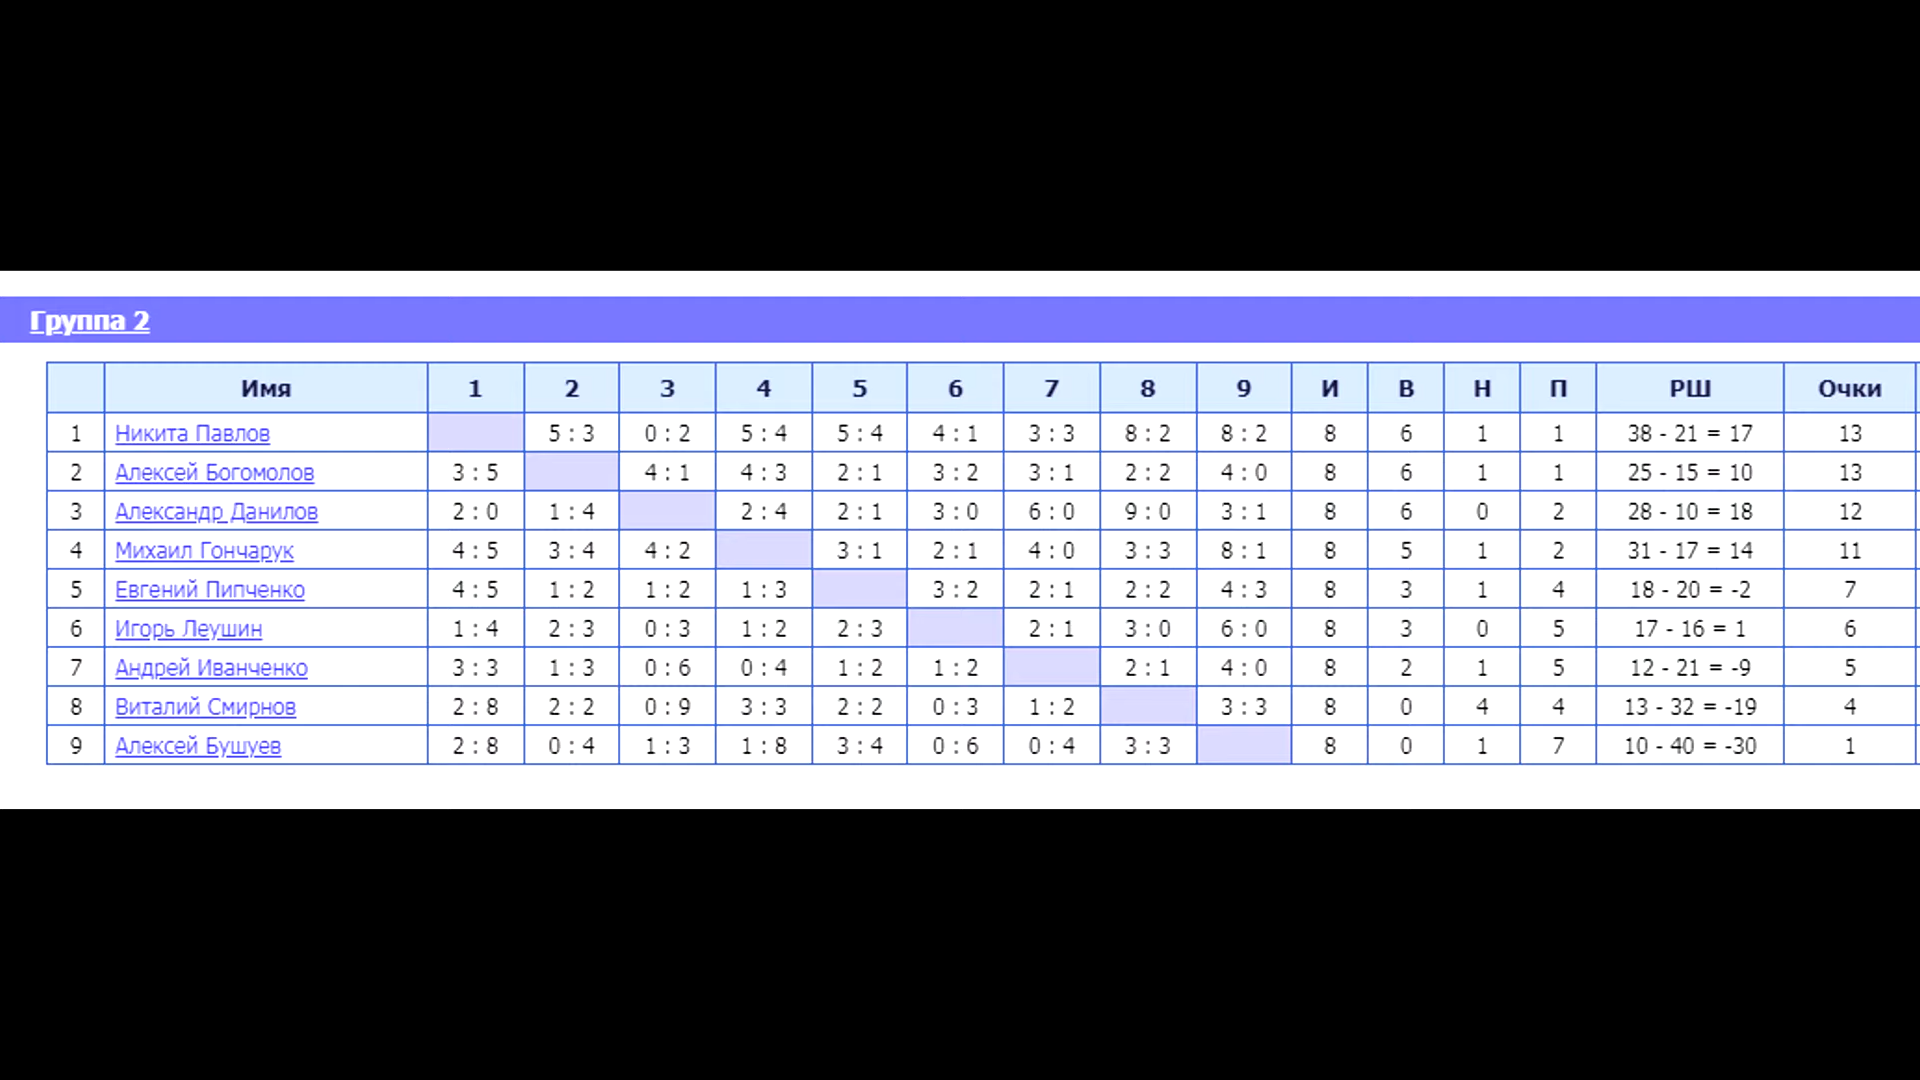 Группа 2
Имя 1 2 3 4 5 6 7 8 9 И В Н П РШ Очки
1 Никита Павлов 5 : 3 0 : 2 5 : 4 5 : 4 4 : 1 3 : 3 8 : 2 8 : 2 8 6 1 1 38 - 21 = 17 13
2 Алексей Богомолов 3 : 5 4 : 1 4 : 3 2 : 1 3 : 2 3 : 1 2 : 2 4 : 0 8 6 1 1 25 - 15 = 10 13
3 Александр Данилов 2 : 0 1 : 4 2 : 4 2 : 1 3 : 0 6 : 0 9 : 0 3 : 1 8 6 0 2 28 - 10 = 18 12
4 Михаил Гончарук 4 : 5 3 : 4 4 : 2 3 : 1 2 : 1 4 : 0 3 : 3 8 : 1 8 5 1 2 31 - 17 = 14 11
5 Евгений Пипченко 4 : 5 1 : 2 1 : 2 1 : 3 3 : 2 2 : 1 2 : 2 4 : 3 8 3 1 4 18 - 20 = -2 7
6 Игорь Леушин 1 : 4 2 : 3 0 : 3 1 : 2 2 : 3 2 : 1 3 : 0 6 : 0 8 3 0 5 17 - 16 = 1 6
7 Андрей Иванченко 3 : 3 1 : 3 0 : 6 0 : 4 1 : 2 1 : 2 2 : 1 4 : 0 8 2 1 5 12 - 21 = -9 5
8 Виталий Смирнов 2 : 8 2 : 2 0 : 9 3 : 3 2 : 2 0 : 3 1 : 2 3 : 3 8 0 4 4 13 - 32 = -19 4
9 Алексей Бушуев 2 : 8 0 : 4 1 : 3 1 : 8 3 : 4 0 : 6 0 : 4 3 : 3 8 0 1 7 10 - 40 = -30 1